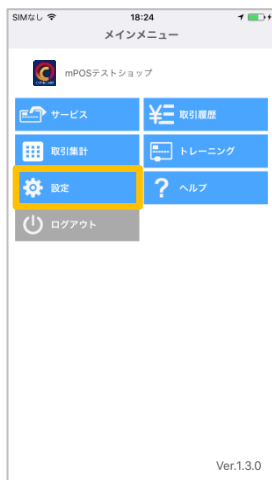 SIMなし 18:24
メインメニュー
mPOSテストショップ
サービス 取引履歴
取引集計 トレーニング
設定 ? ヘルプ
ログアウト
Ver.1.3.0